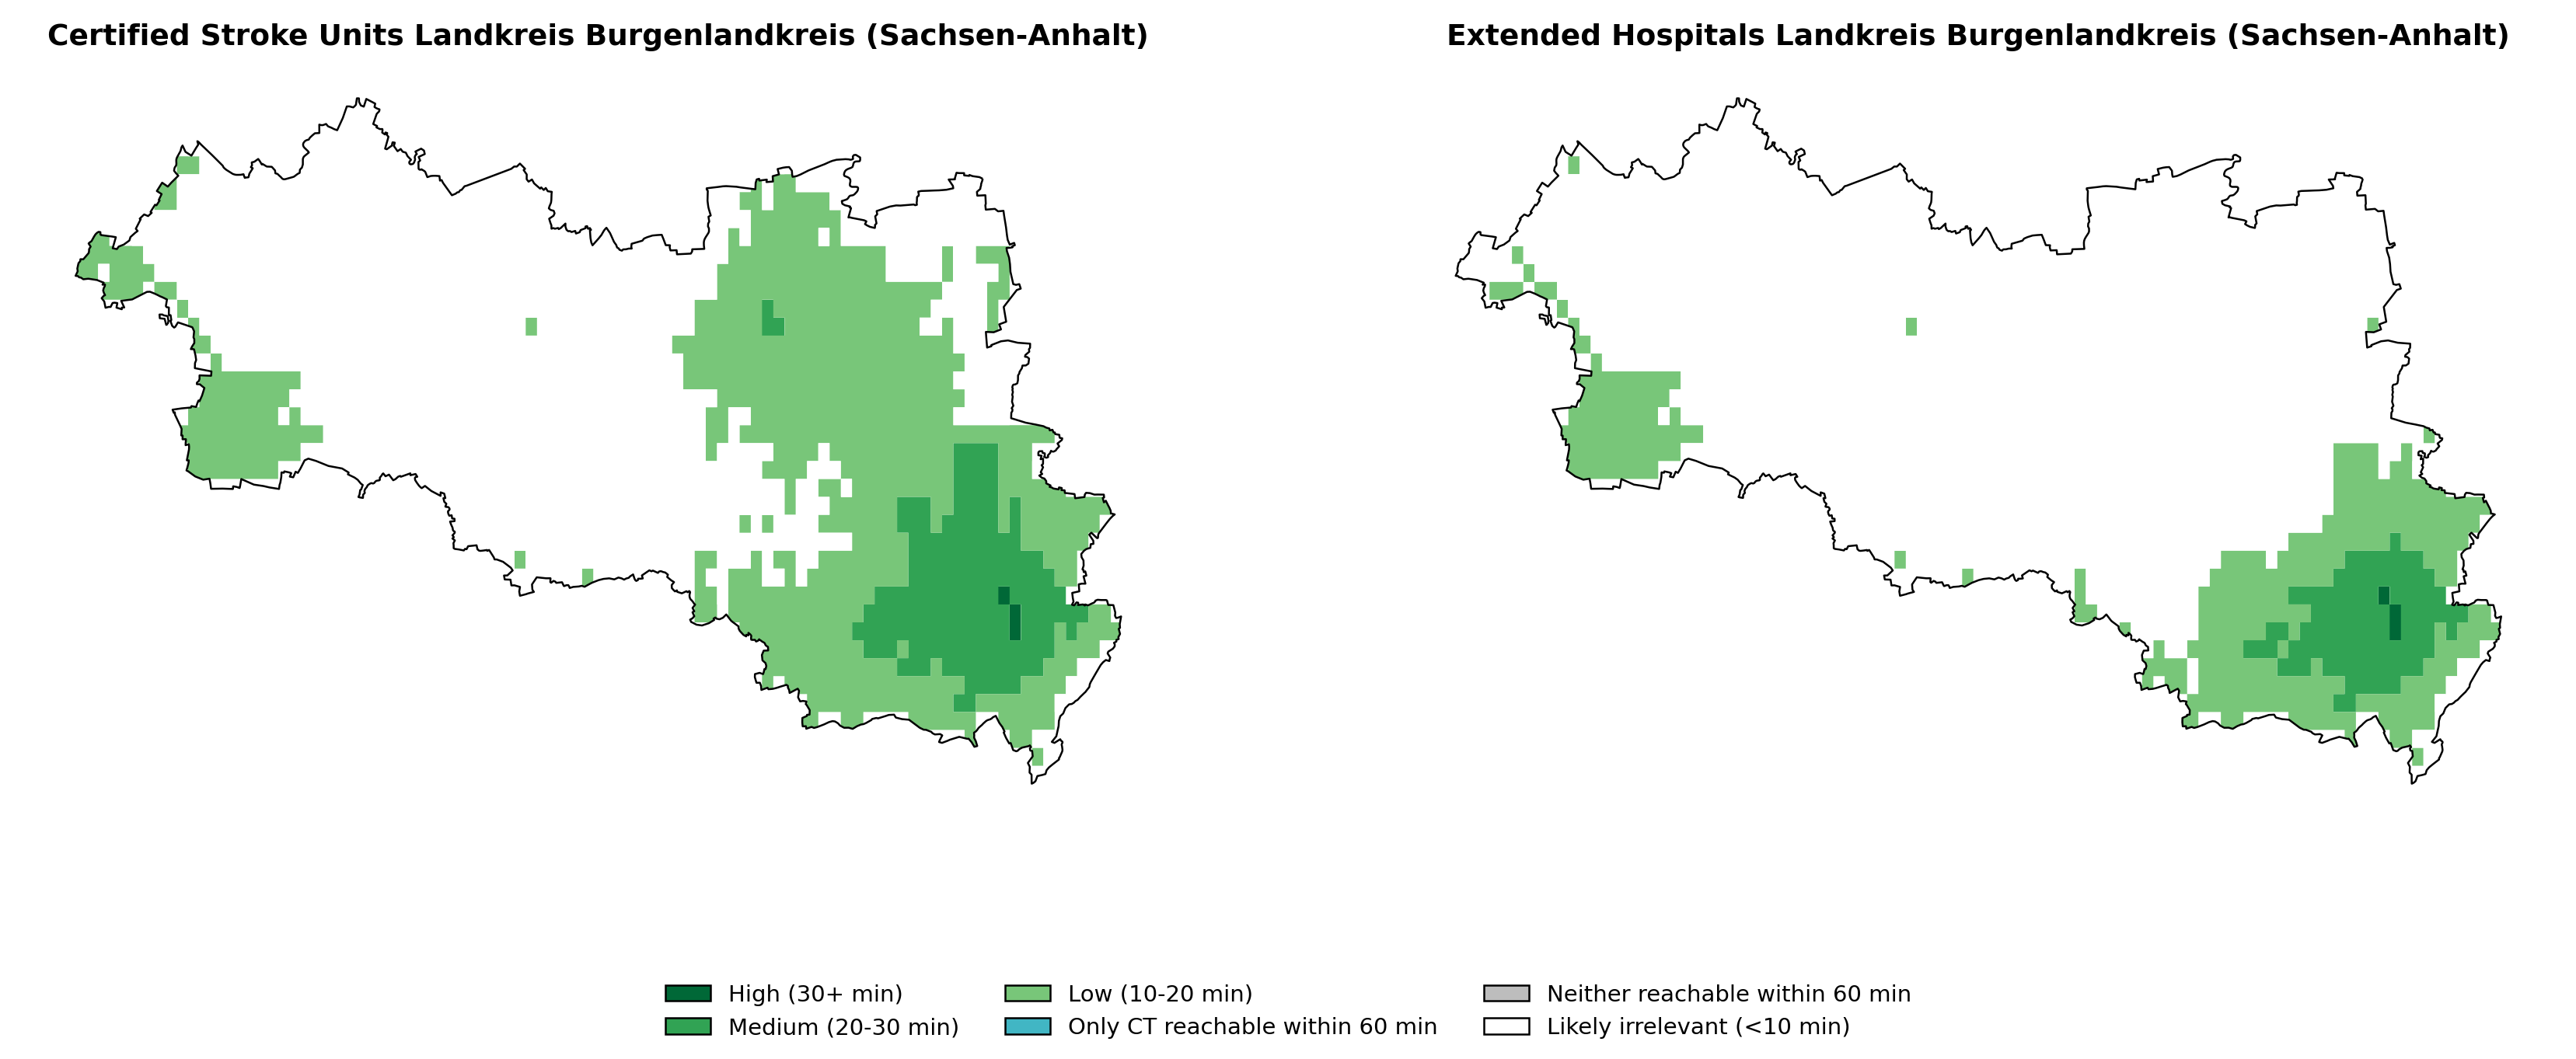 Certified Stroke Units Landkreis Burgenlandkreis (Sachsen-Anhalt)
Extended Hospitals Landkreis Burgenlandkreis (Sachsen-Anhalt)
High (30+ min)
Medium (20-30 min)
Low (10-20 min)
Only CT reachable within 60 min
Neither reachable within 60 min
Likely irrelevant (<10 min)